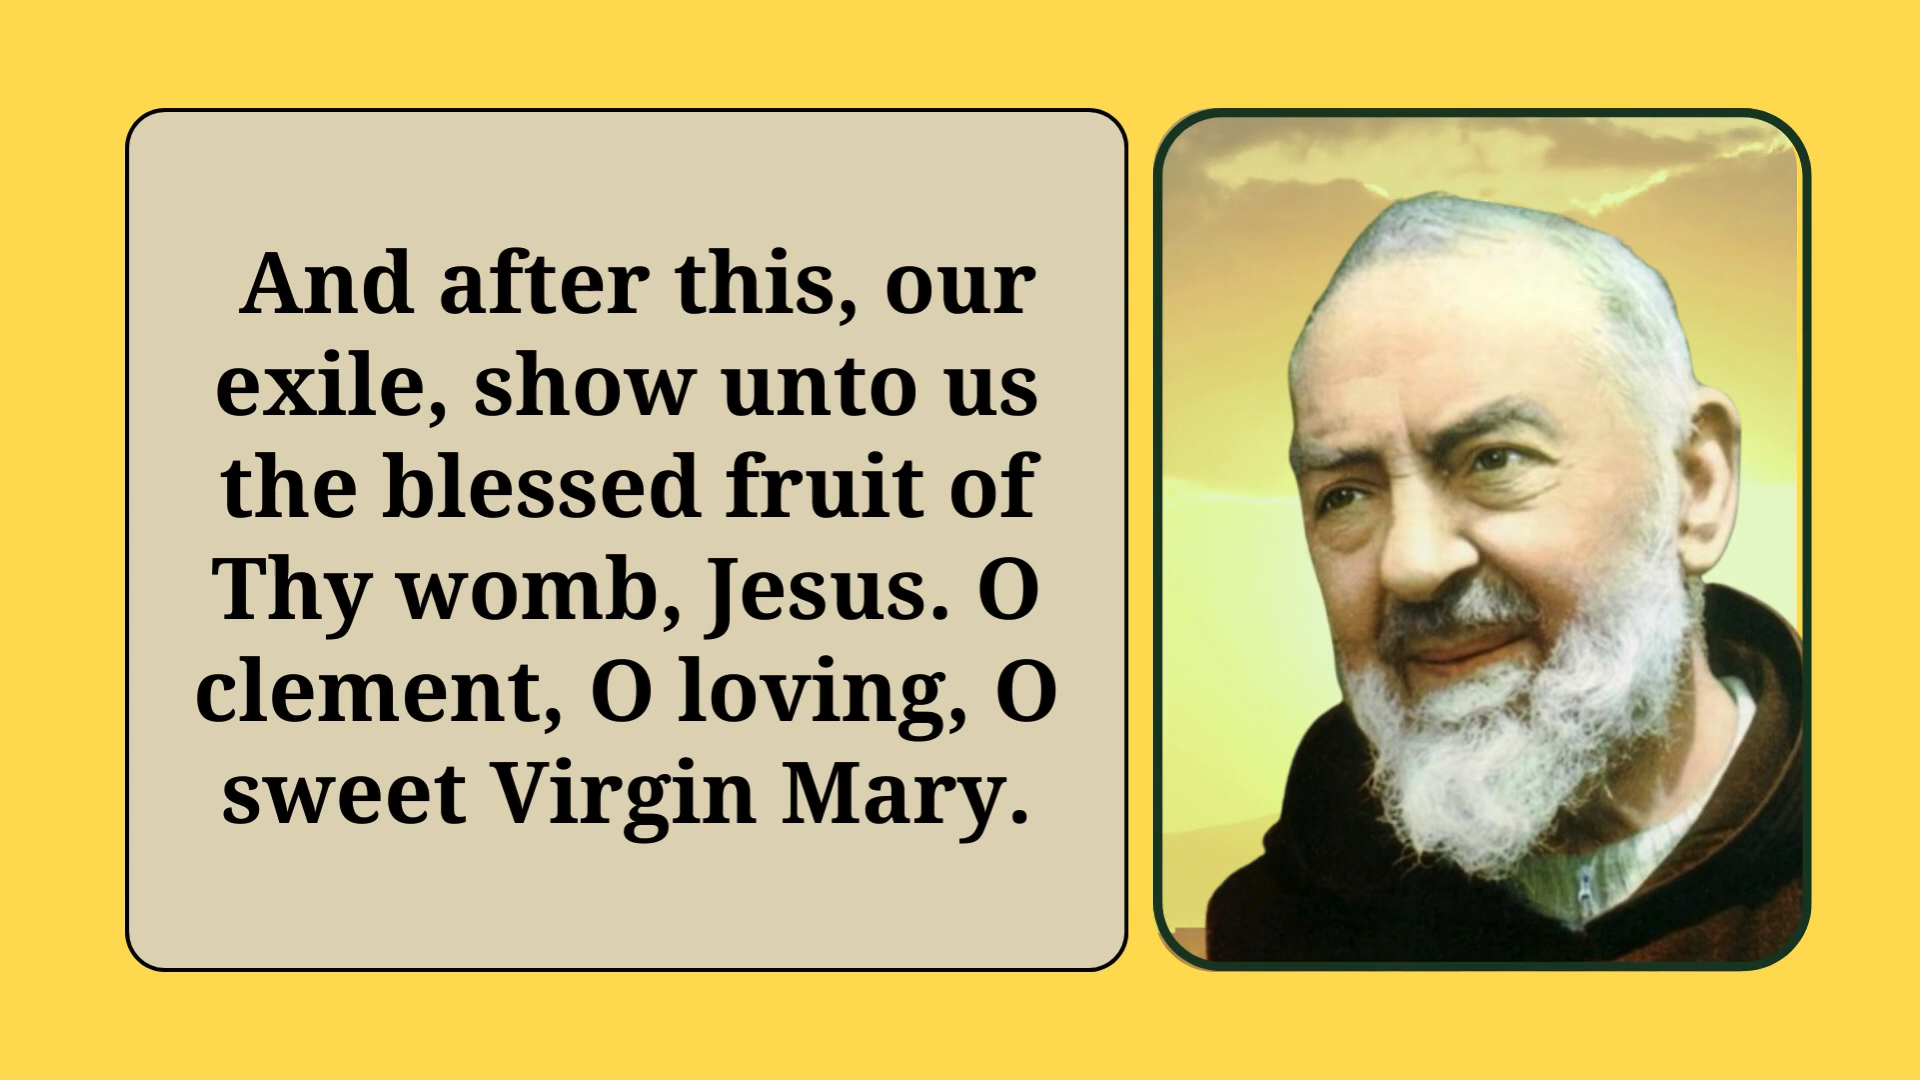 And after this, our
exile, show unto us
the blessed fruit of
Thy womb, Jesus. O
clement, O loving, O
sweet Virgin Mary.